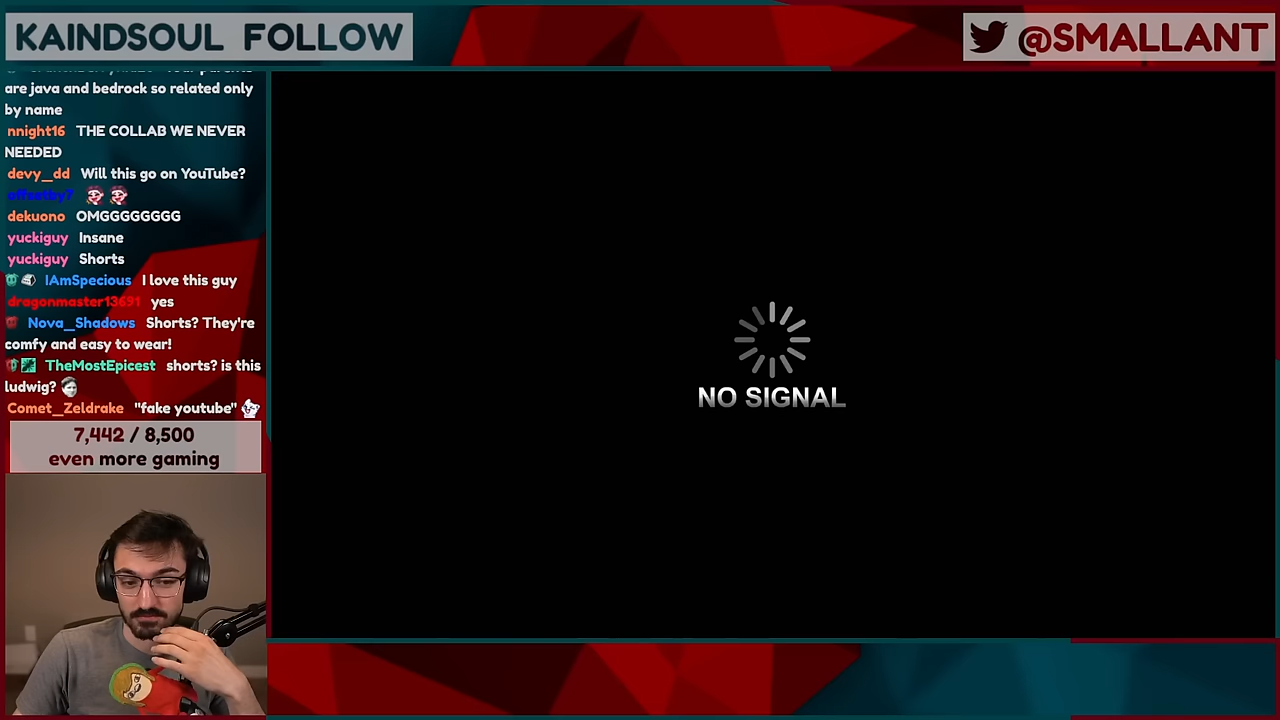 KAINDSOUL FOLLOW
@SMALLANT
are java and bedrock so related only
by name
nnight16 THE COLLAB WE NEVER
NEEDED
devy_dd Will this go on YouTube?
offsetby7
dekuono OMGGGGGGGG
yuckiguy Insane
yuckiguy Shorts
IAmSpecious I love this guy
dragonmaster13691 yes
Nova_Shadows Shorts? They're
comfy and easy to wear!
TheMostEpicest shorts? is this
ludwig?
Comet_Zeldrake "fake youtube"
7,442 / 8,500
even more gaming
NO SIGNAL